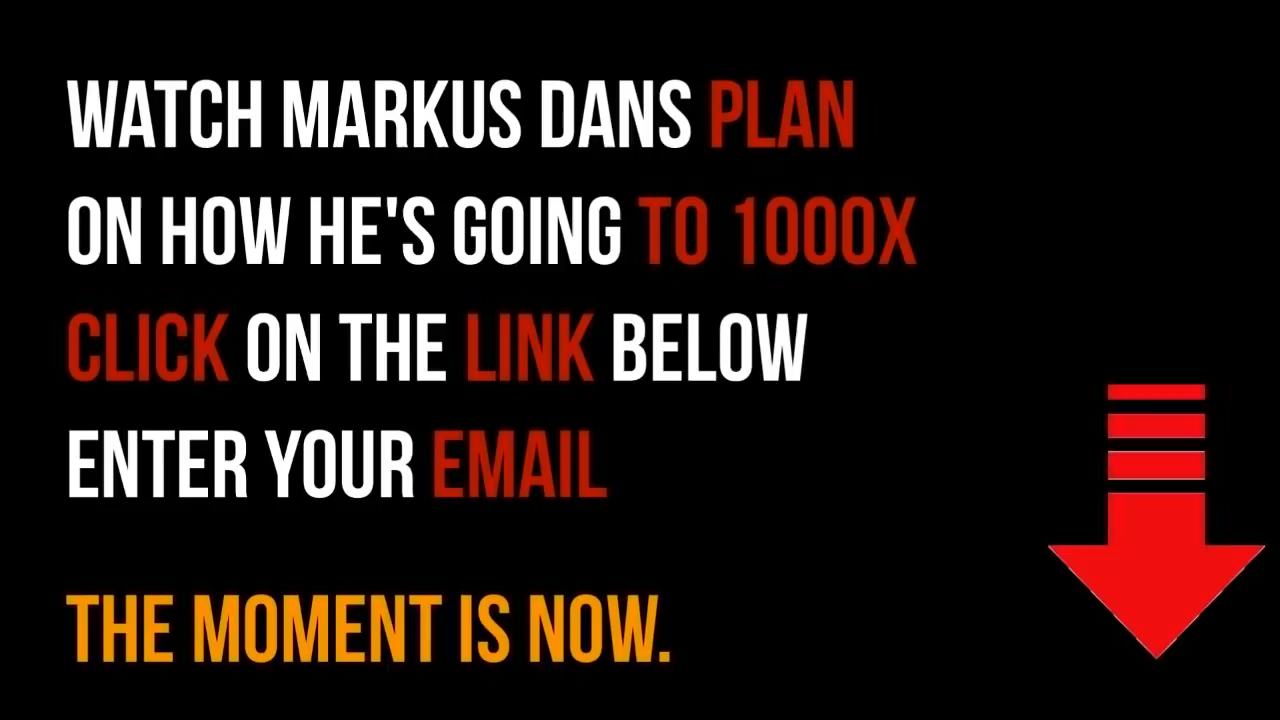 WATCH MARKUS DANS PLAN
ON HOW HE'S GOING TO 1000X
CLICK ON THE LINK BELOW
ENTER YOUR EMAIL
THE MOMENT IS NOW.